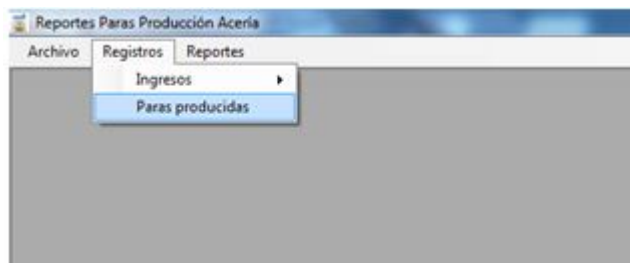 Reportes Paras Producción Acería
Archivo Registros Reportes
Ingresos
Paras producidas